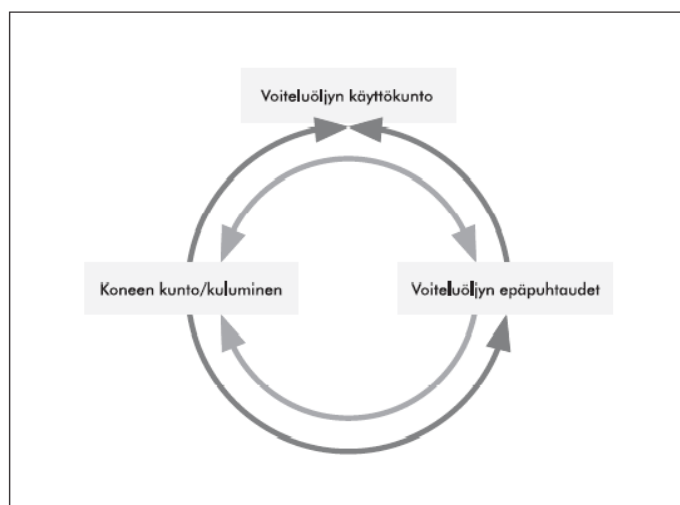 Voiteluöljyn käyttökunto
Koneen kunto/kuluminen
Voiteluöljyn epäpuhtaudet